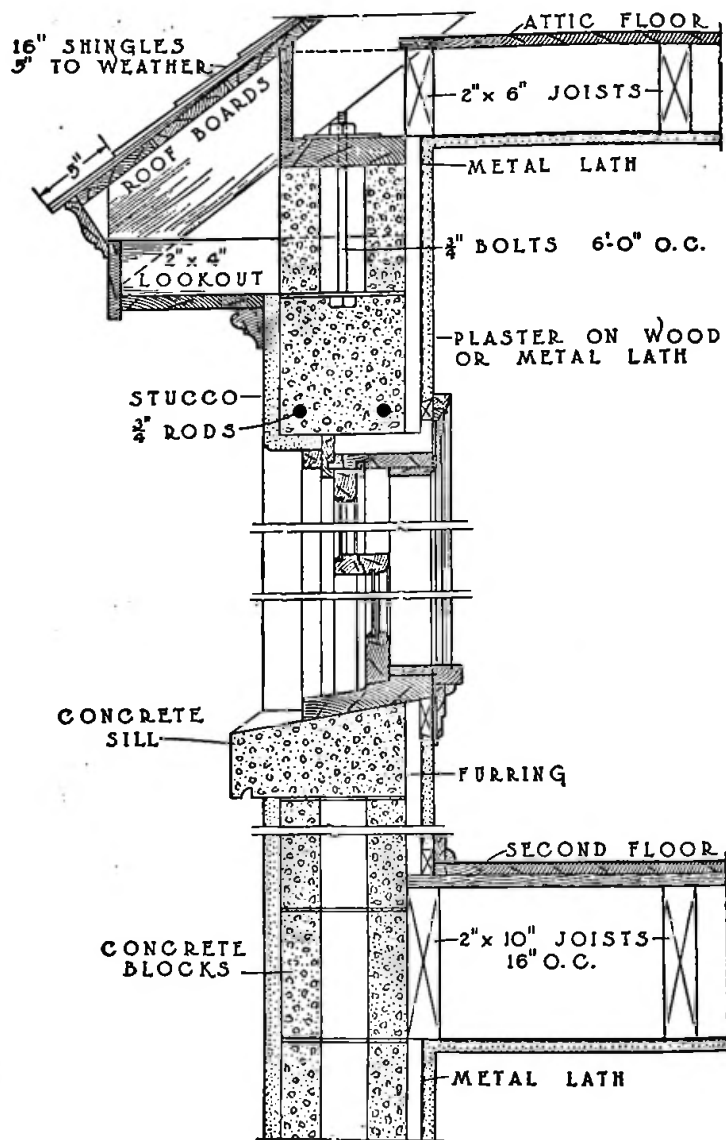 ATTIC FLOOR
16" SHINGLES
5" TO WEATHER
2" x 6" JOISTS
ROOF BOARDS
5"
METAL LATH
3/4" BOLTS 6'-0" O.C.
2" x 4"
LOOKOUT
PLASTER ON WOOD
OR METAL LATH
STUCCO
3/4" RODS
CONCRETE
SILL
FURRING
SECOND FLOOR
2" x 10" JOISTS
16" O.C.
CONCRETE
BLOCKS
METAL LATH